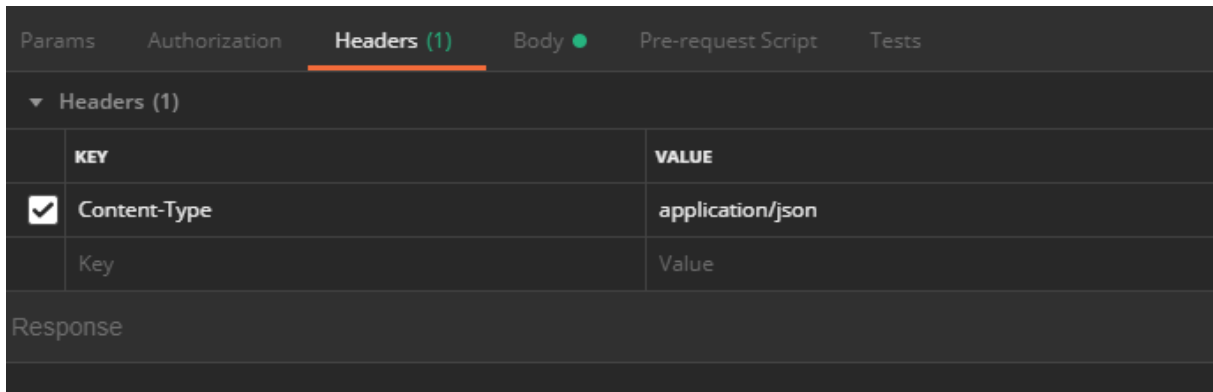 Params Authorization Headers (1) Body Pre-request Script Tests
Headers (1)
KEY VALUE
Content-Type application/json
Key Value
Response